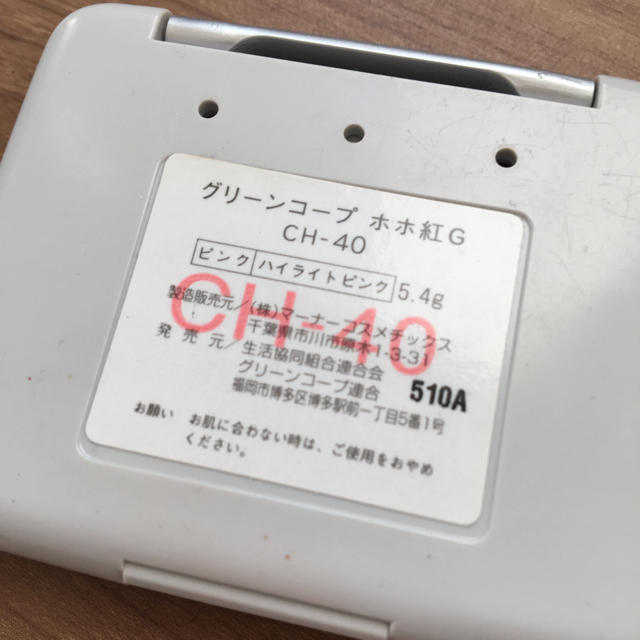 グリーンコープ ホホ紅G
CH-40
ピンク ハイライトピンク 5.4g
CH-40
製造販売元／(株)マーナーコスメチックス
千葉県市川市原木1-3-31
発売元／生活協同組合連合会
グリーンコープ連合
福岡市博多区博多駅前一丁目5番1号
510A
お願い お肌に合わない時は、ご使用をおやめ
ください。